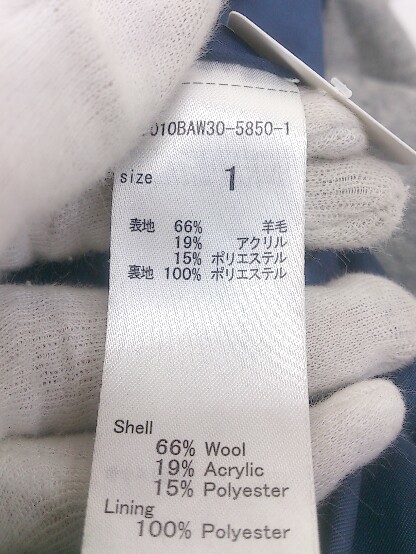 010BAW30-5850-1
size 1
表地 66% 羊毛
19% アクリル
15% ポリエステル
裏地 100% ポリエステル
Shell
66% Wool
19% Acrylic
15% Polyester
Lining
100% Polyester